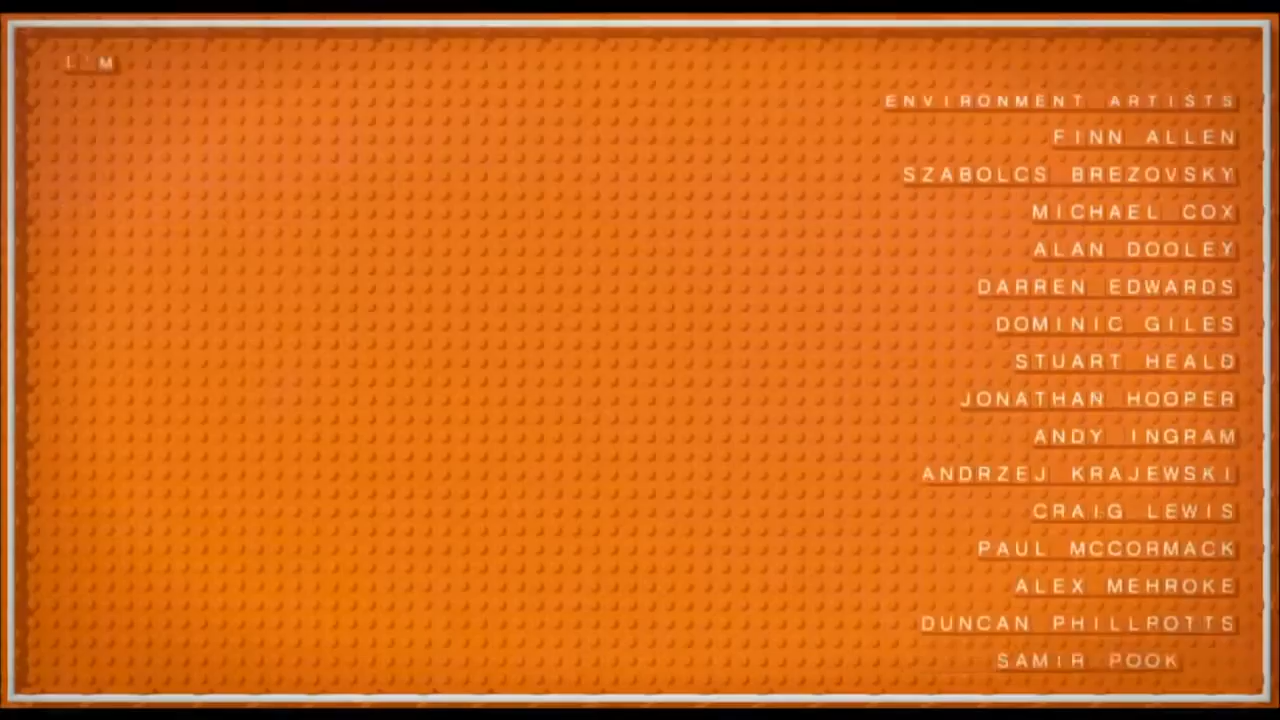 I'M
ENVIRONMENT ARTISTS
FINN ALLEN
SZABOLCS BREZOVSKY
MICHAEL COX
ALAN DOOLEY
DARREN EDWARDS
DOMINIC GILES
STUART HEALD
JONATHAN HOOPER
ANDY INGRAM
ANDRZEJ KRAJEWSKI
CRAIG LEWIS
PAUL MCCORMACK
ALEX MEHROKE
DUNCAN PHILLPOTTS
SAMIR POOK